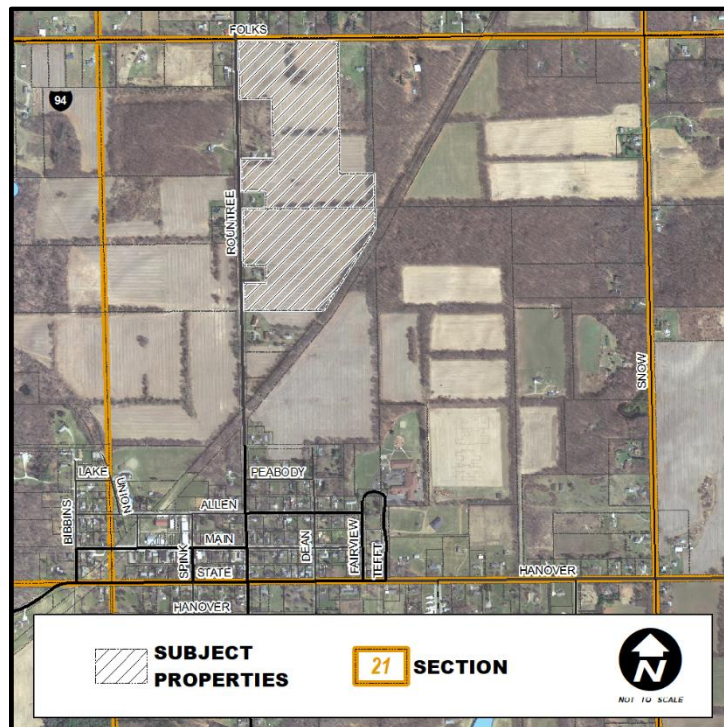 FOLKS
94
ROUNTREE
SNOW
LAKE
UNION
PEABODY
BIBBINS
ALLEN
SPINK
MAIN
DEAN
FAIRVIEW
TEFFT
STATE
HANOVER
HANOVER
SUBJECT
PROPERTIES
21 SECTION
N
NOT TO SCALE